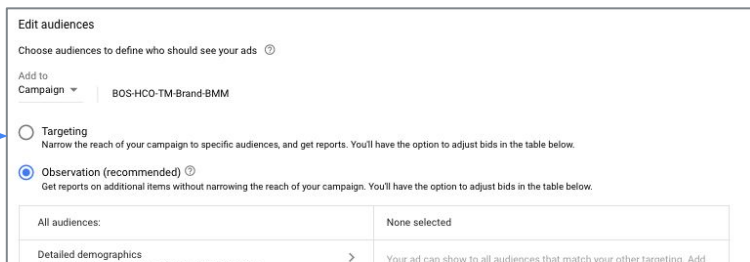 Edit audiences
Choose audiences to define who should see your ads
Add to
Campaign BOS-HCO-TM-Brand-BMM
Targeting
Narrow the reach of your campaign to specific audiences, and get reports. You'll have the option to adjust bids in the table below.
Observation (recommended)
Get reports on additional items without narrowing the reach of your campaign. You'll have the option to adjust bids in the table below.
All audiences: None selected
Detailed demographics
Your ad can show to all audiences that match your other targeting. Add